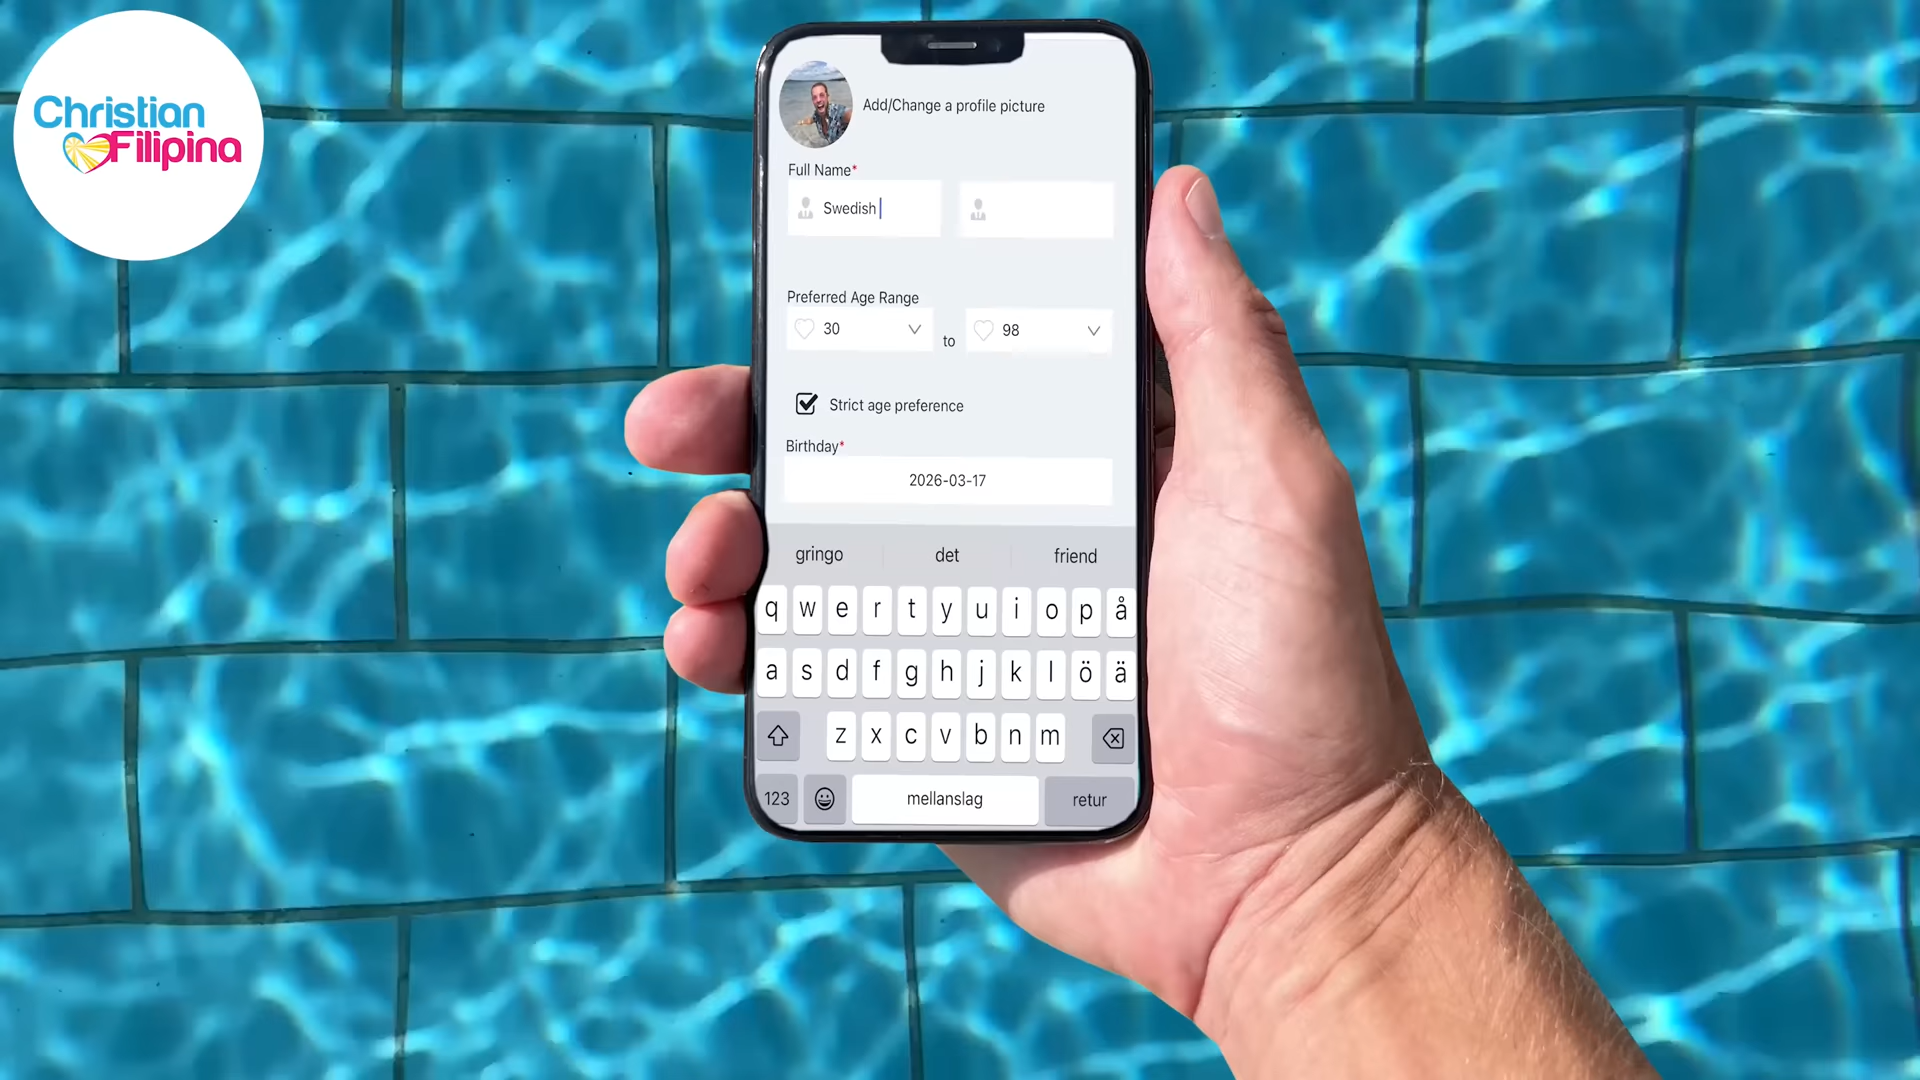 Christian
Filipina
Add/Change a profile picture
Full Name*
Swedish
Preferred Age Range
30
to
98
Strict age preference
Birthday*
2026-03-17
gringo det friend
q w e r t y u i o p å
a s d f g h j k l ö ä
z x c v b n m
123 mellanslag retur